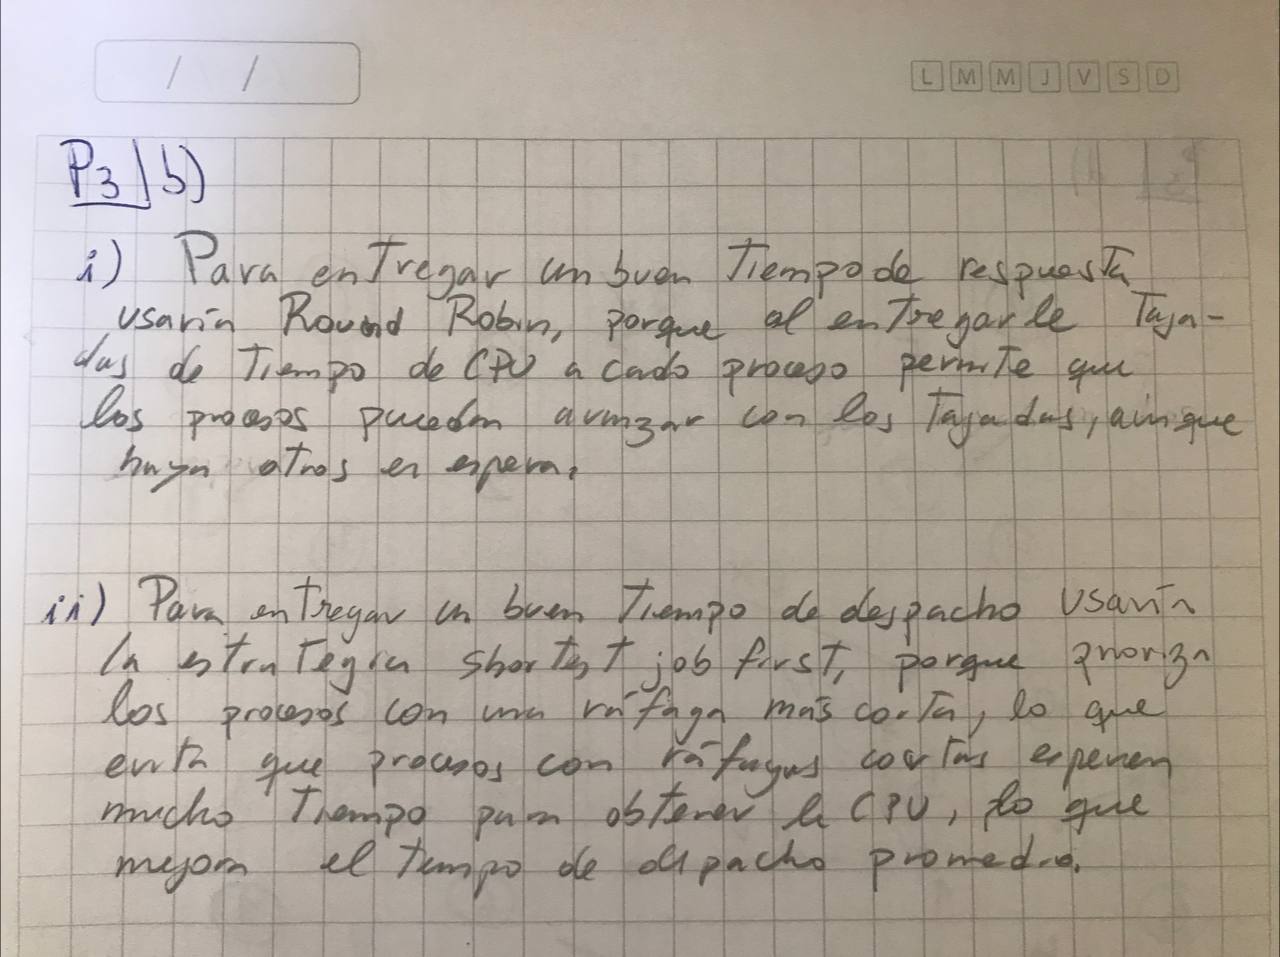 / /
L M M J V S D
P3 | b)
i) Para entregar un buen Tiempo de respuesta
usaría Round Robin, porque al entregarle Taja-
das de Tiempo de CPU a cada proceso permite que
los procesos puedan avanzar con las Tajadas, aunque
haya otros en espera.
ii) Para entregar un buen Tiempo de despacho usaría
la estrategia shortest job first, porque prioriza
los procesos con una ráfaga más corta, lo que
evita que procesos con ráfagas cortas esperen
mucho Tiempo para obtener la CPU, lo que
mejora el tiempo de despacho promedio.